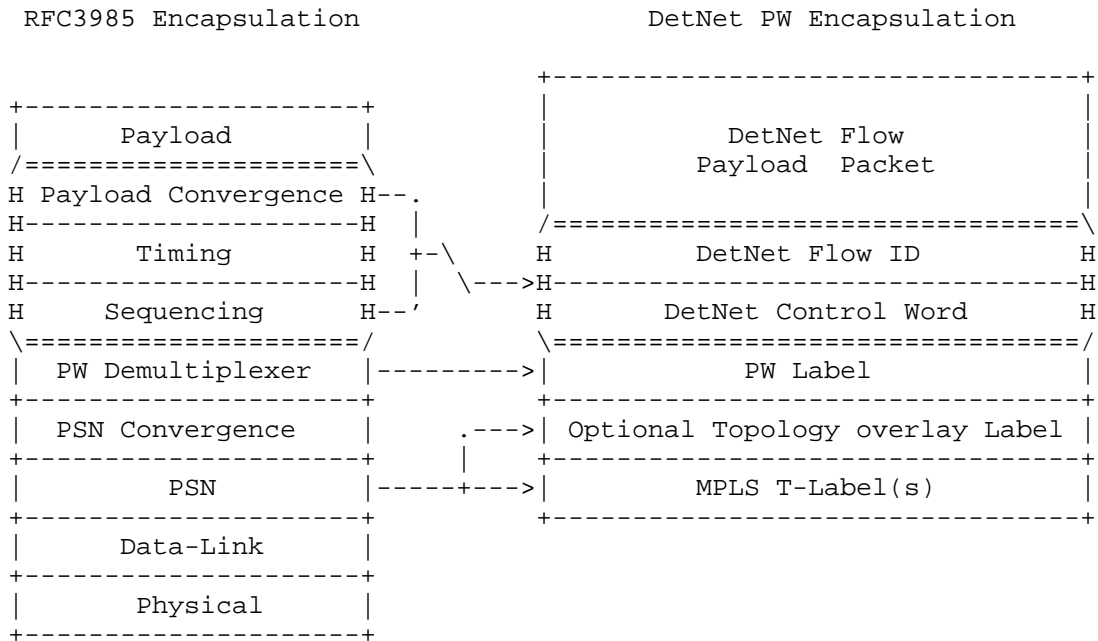 RFC3985 Encapsulation DetNet PW Encapsulation
Payload DetNet Flow
Payload Packet
Payload Convergence
Timing DetNet Flow ID
Sequencing DetNet Control Word
PW Demultiplexer PW Label
PSN Convergence Optional Topology overlay Label
PSN MPLS T-Label(s)
Data-Link
Physical